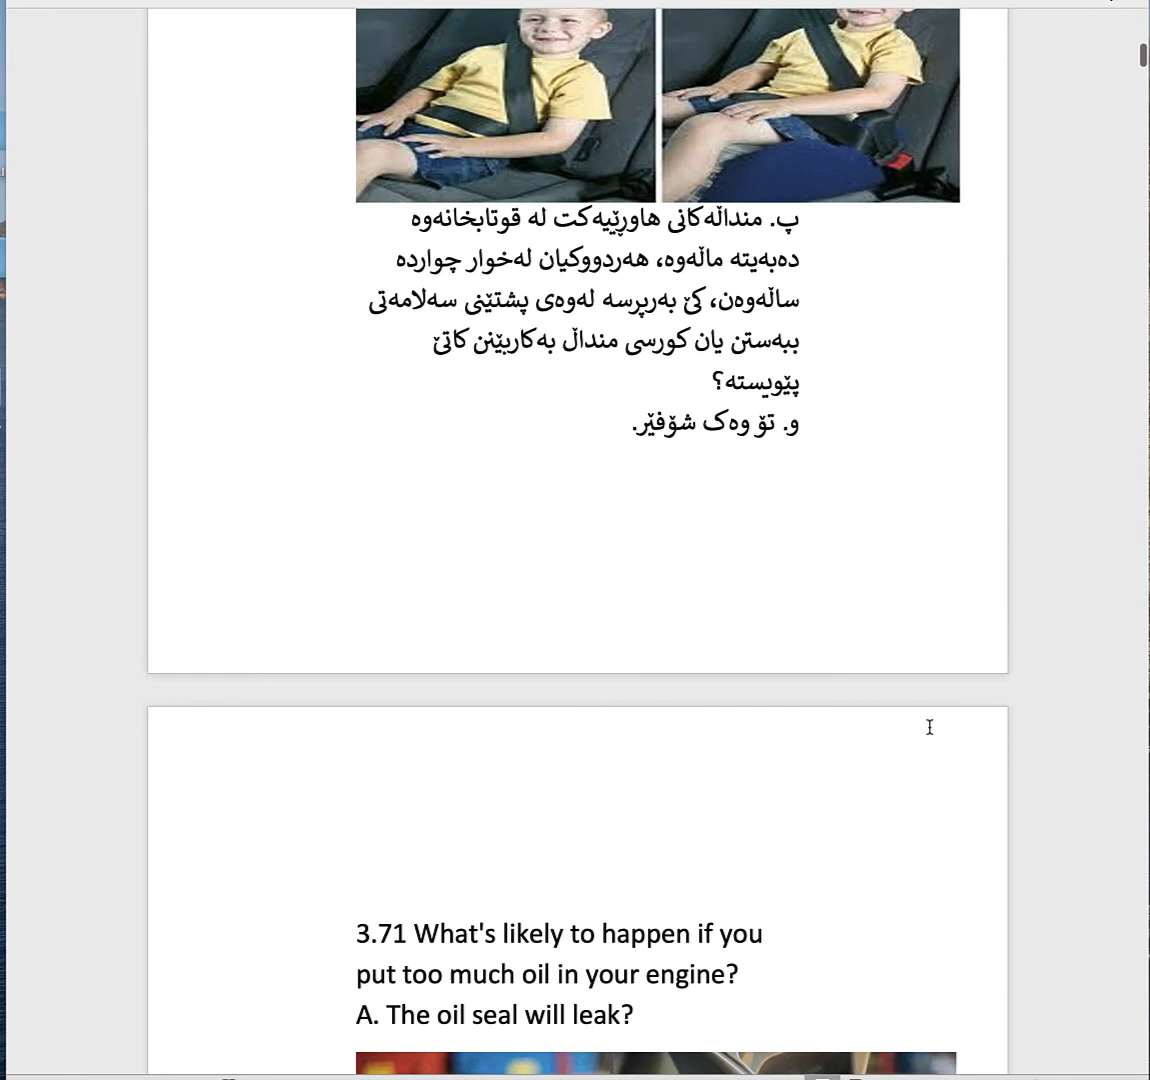 پ. منداڵەکانی هاوڕێیەکت لە قوتابخانەوە
دەبەیتە ماڵەوە، هەردووکیان لەخوار چواردە
ساڵەوەن، کێ بەرپرسە لەوەی پشتێنی سەلامەتی
ببەستن یان کورسی منداڵ بەکاربێنن کاتێ
پێویستە؟
و. تۆ وەک شۆفێر.
3.71 What's likely to happen if you
put too much oil in your engine?
A. The oil seal will leak?